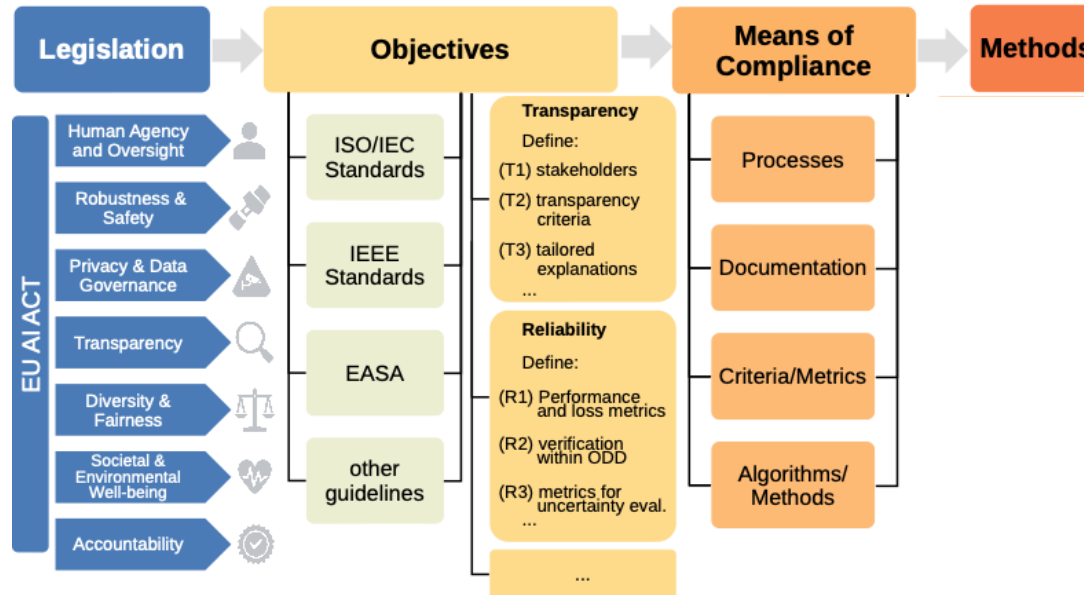 Legislation
Objectives
Means of
Compliance
Methods
EU AI ACT
Human Agency
and Oversight
Robustness &
Safety
Privacy & Data
Governance
Transparency
Diversity &
Fairness
Societal &
Environmental
Well-being
Accountability
ISO/IEC
Standards
IEEE
Standards
EASA
other
guidelines
Transparency
Define:
(T1) stakeholders
(T2) transparency
criteria
(T3) tailored
explanations
...
Reliability
Define:
(R1) Performance
and loss metrics
(R2) verification
within ODD
(R3) metrics for
uncertainty eval.
...
...
Processes
Documentation
Criteria/Metrics
Algorithms/
Methods